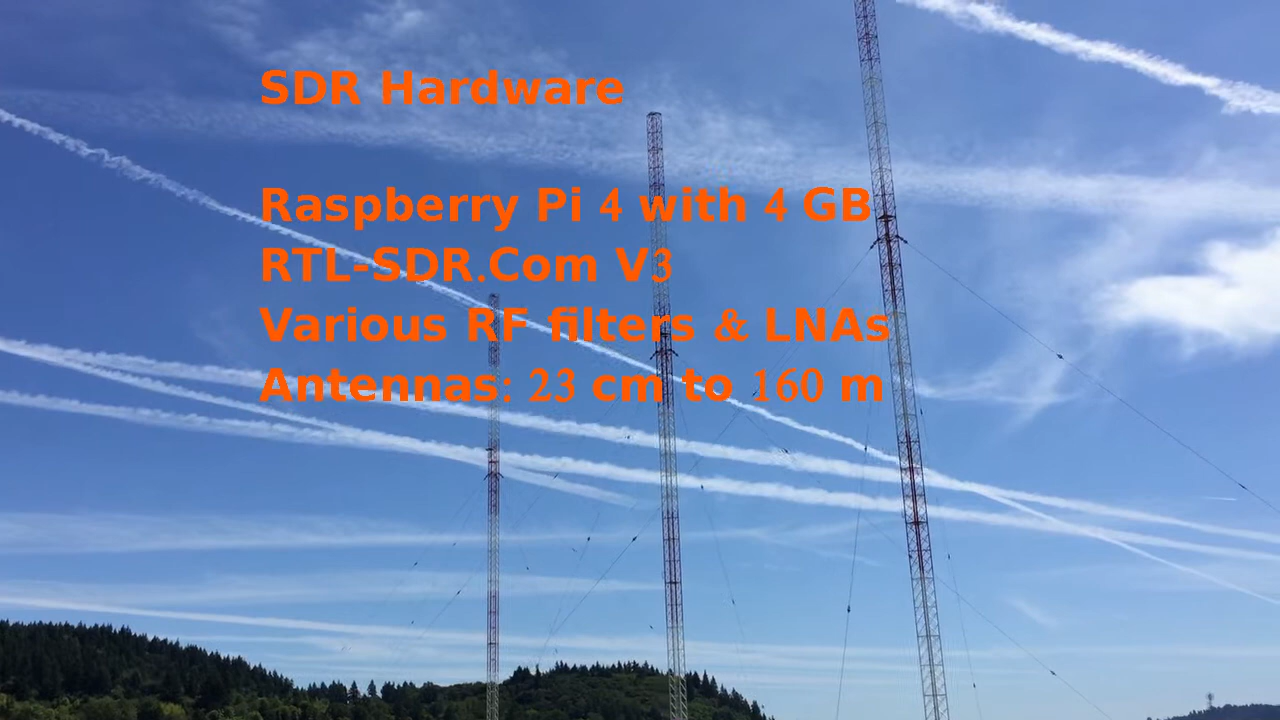 SDR Hardware
Raspberry Pi 4 with 4 GB
RTL-SDR.Com V3
Various RF filters & LNAs
Antennas: 23 cm to 160 m